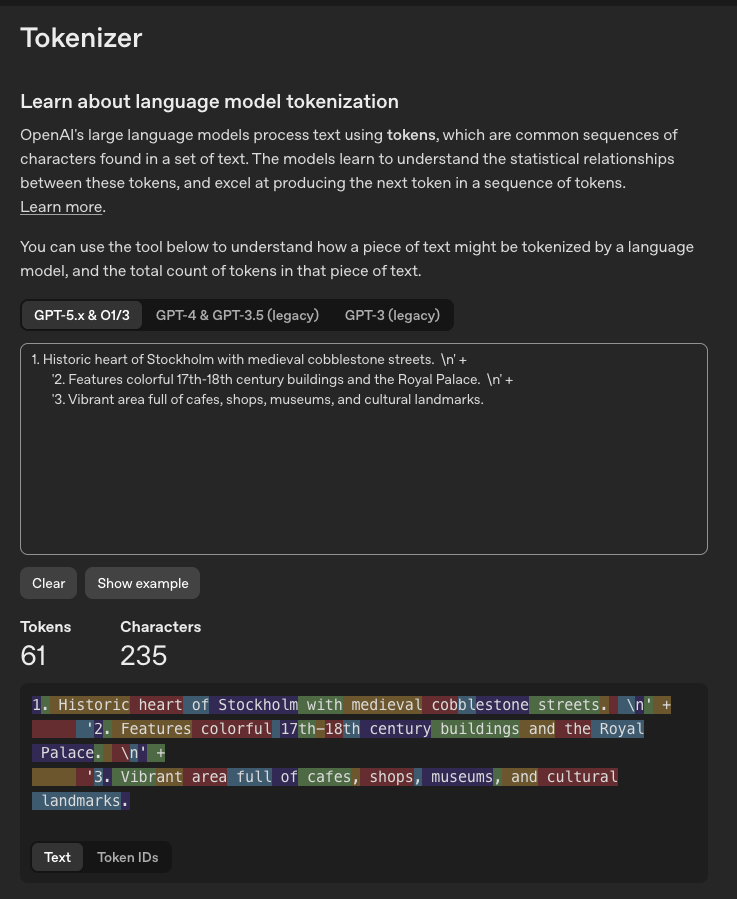 Tokenizer
Learn about language model tokenization
OpenAI's large language models process text using tokens, which are common sequences of
characters found in a set of text. The models learn to understand the statistical relationships
between these tokens, and excel at producing the next token in a sequence of tokens.
Learn more.
You can use the tool below to understand how a piece of text might be tokenized by a language
model, and the total count of tokens in that piece of text.
GPT-5.x & O1/3 GPT-4 & GPT-3.5 (legacy) GPT-3 (legacy)
1. Historic heart of Stockholm with medieval cobblestone streets.  \n' +
'2. Features colorful 17th-18th century buildings and the Royal Palace.  \n' +
'3. Vibrant area full of cafes, shops, museums, and cultural landmarks.
Clear Show example
Tokens Characters
61 235
1. Historic heart of Stockholm with medieval cobblestone streets.  \n' +
'2. Features colorful 17th-18th century buildings and the Royal
Palace.  \n' +
'3. Vibrant area full of cafes, shops, museums, and cultural
landmarks.
Text Token IDs